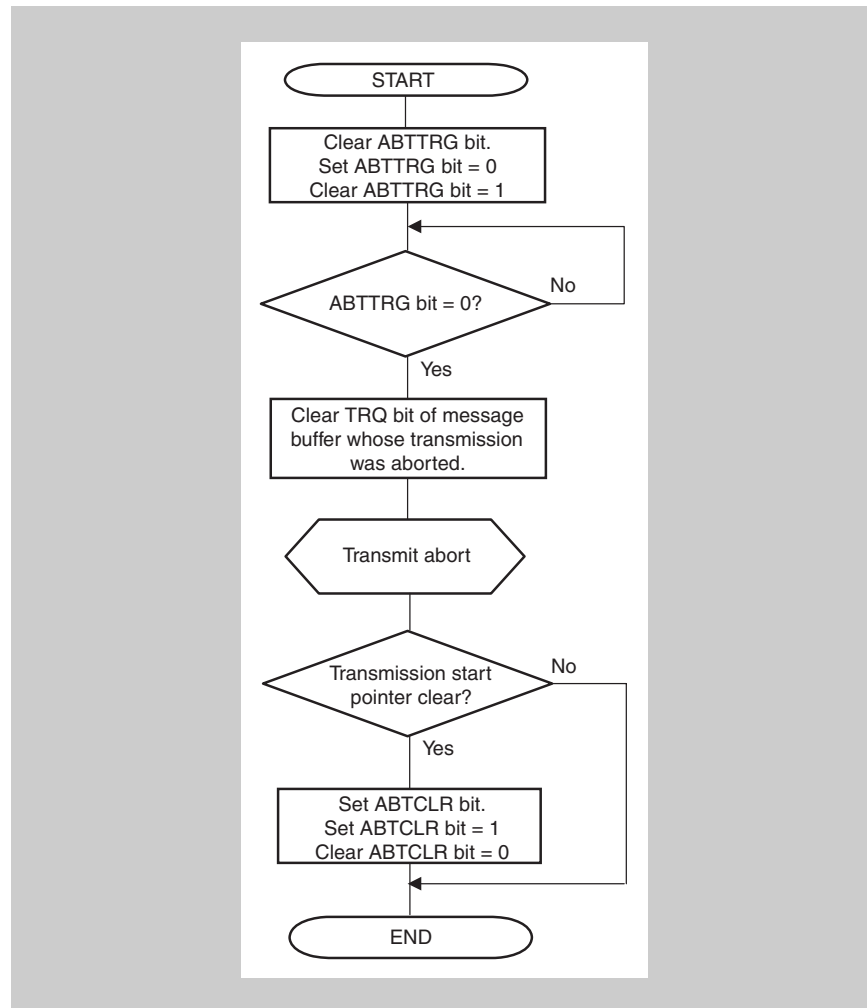 START
Clear ABTTRG bit.
Set ABTTRG bit = 0
Clear ABTTRG bit = 1
ABTTRG bit = 0?
No
Yes
Clear TRQ bit of message
buffer whose transmission
was aborted.
Transmit abort
Transmission start
pointer clear?
No
Yes
Set ABTCLR bit.
Set ABTCLR bit = 1
Clear ABTCLR bit = 0
END